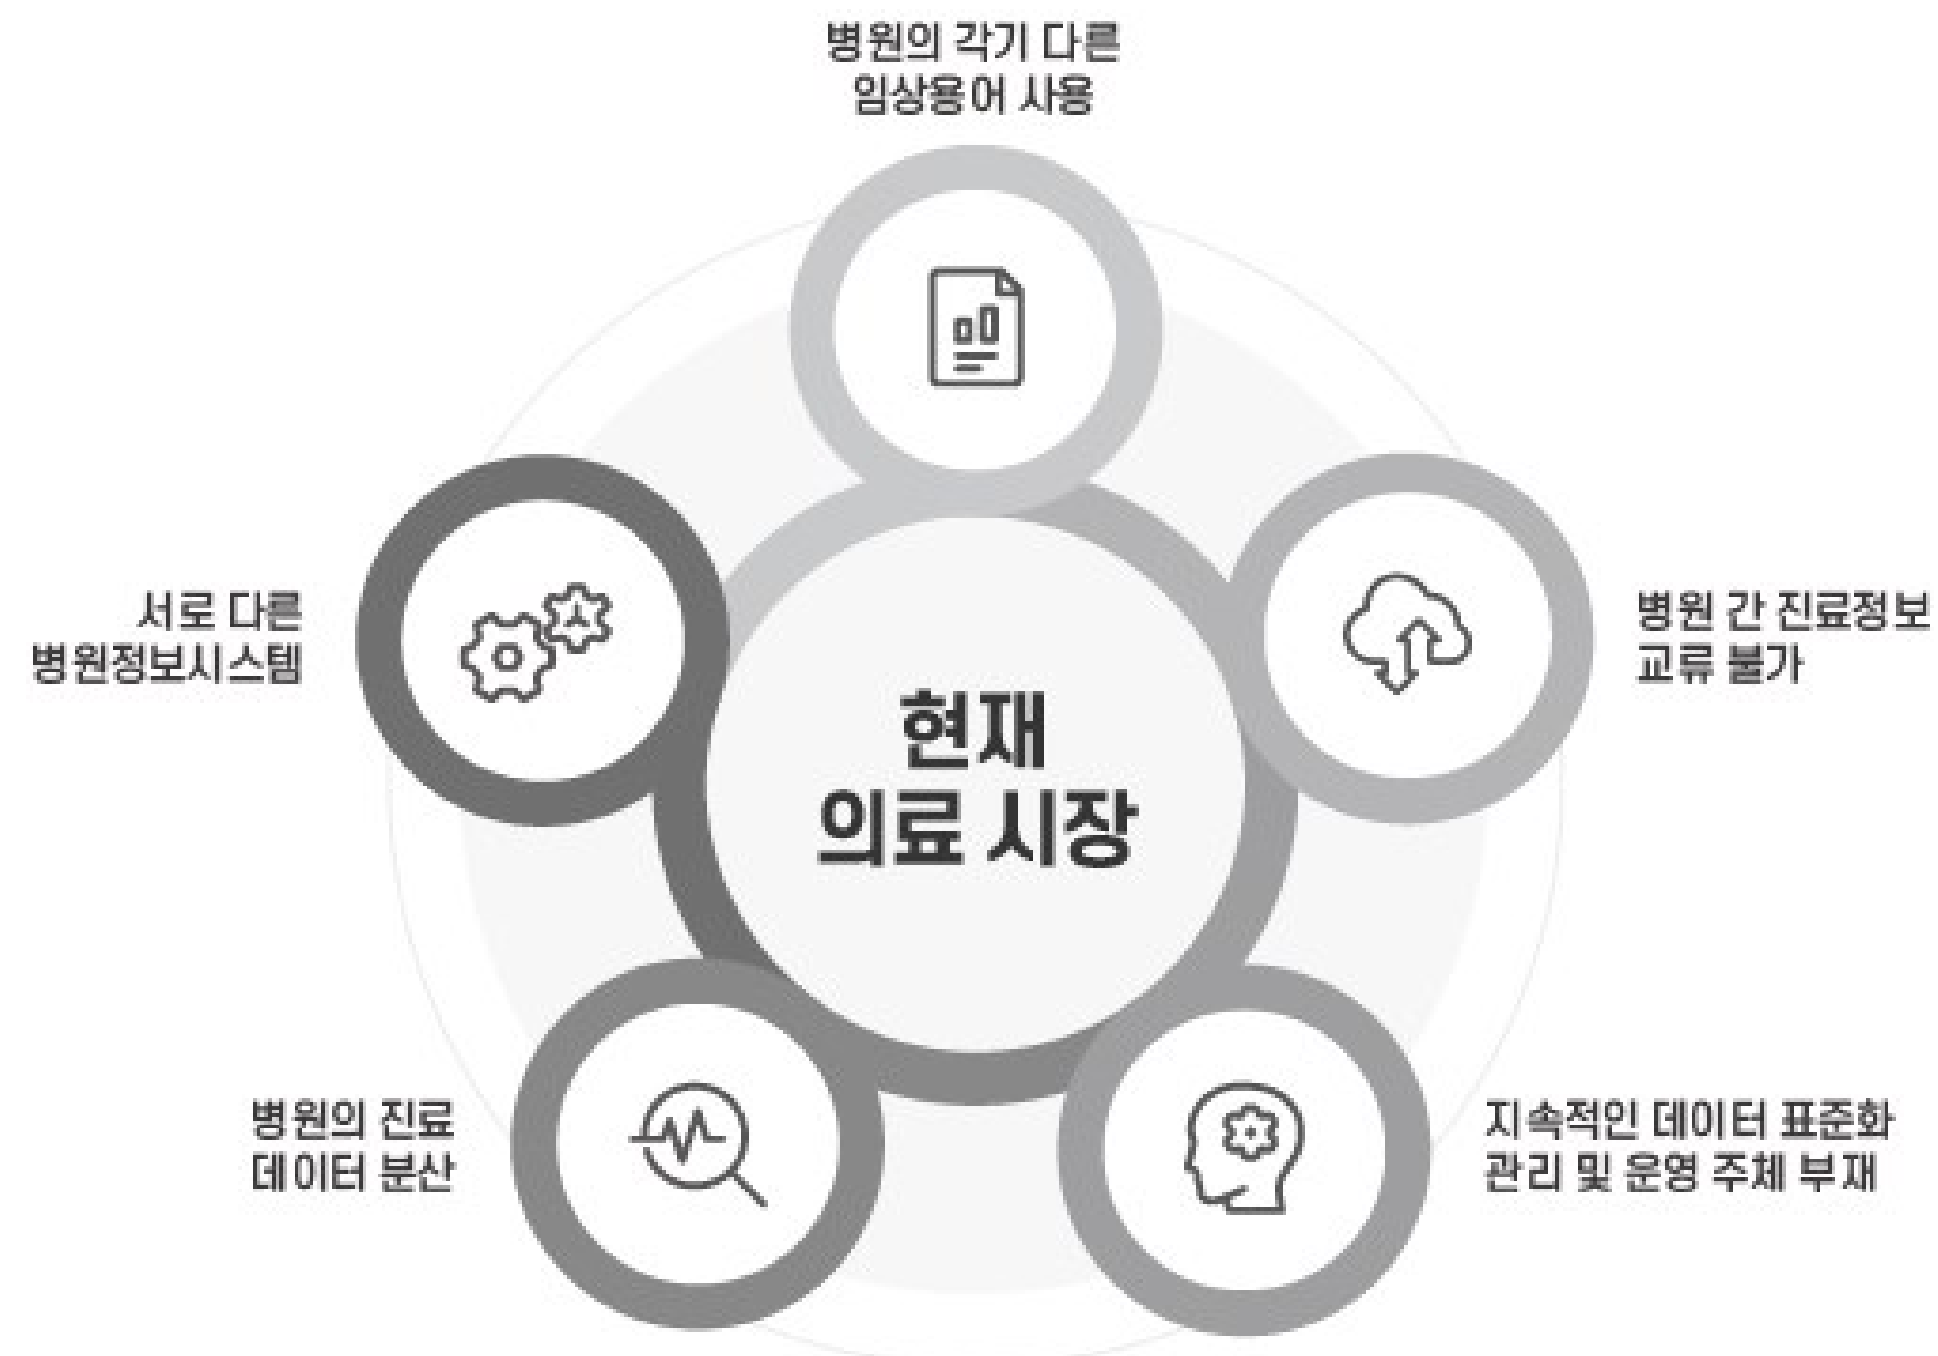 병원의 각기 다른
임상용어 사용
서로 다른
병원정보시스템
병원 간 진료정보
교류 불가
현재
의료 시장
병원의 진료
데이터 분산
지속적인 데이터 표준화
관리 및 운영 주체 부재